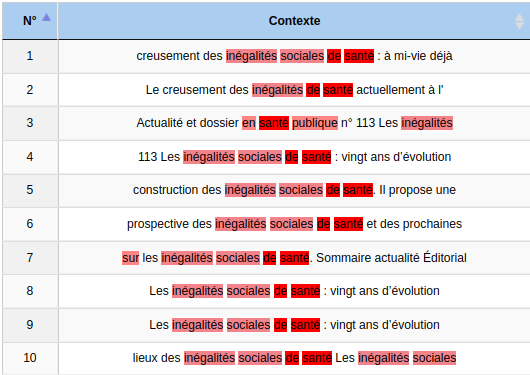 N° Contexte
1 creusement des inégalités sociales de santé : à mi-vie déjà
2 Le creusement des inégalités de santé actuellement à l'
3 Actualité et dossier en santé publique n° 113 Les inégalités
4 113 Les inégalités sociales de santé : vingt ans d’évolution
5 construction des inégalités sociales de santé. Il propose une
6 prospective des inégalités sociales de santé et des prochaines
7 sur les inégalités sociales de santé. Sommaire actualité Éditorial
8 Les inégalités sociales de santé : vingt ans d’évolution
9 Les inégalités sociales de santé : vingt ans d’évolution
10 lieux des inégalités sociales de santé Les inégalités sociales